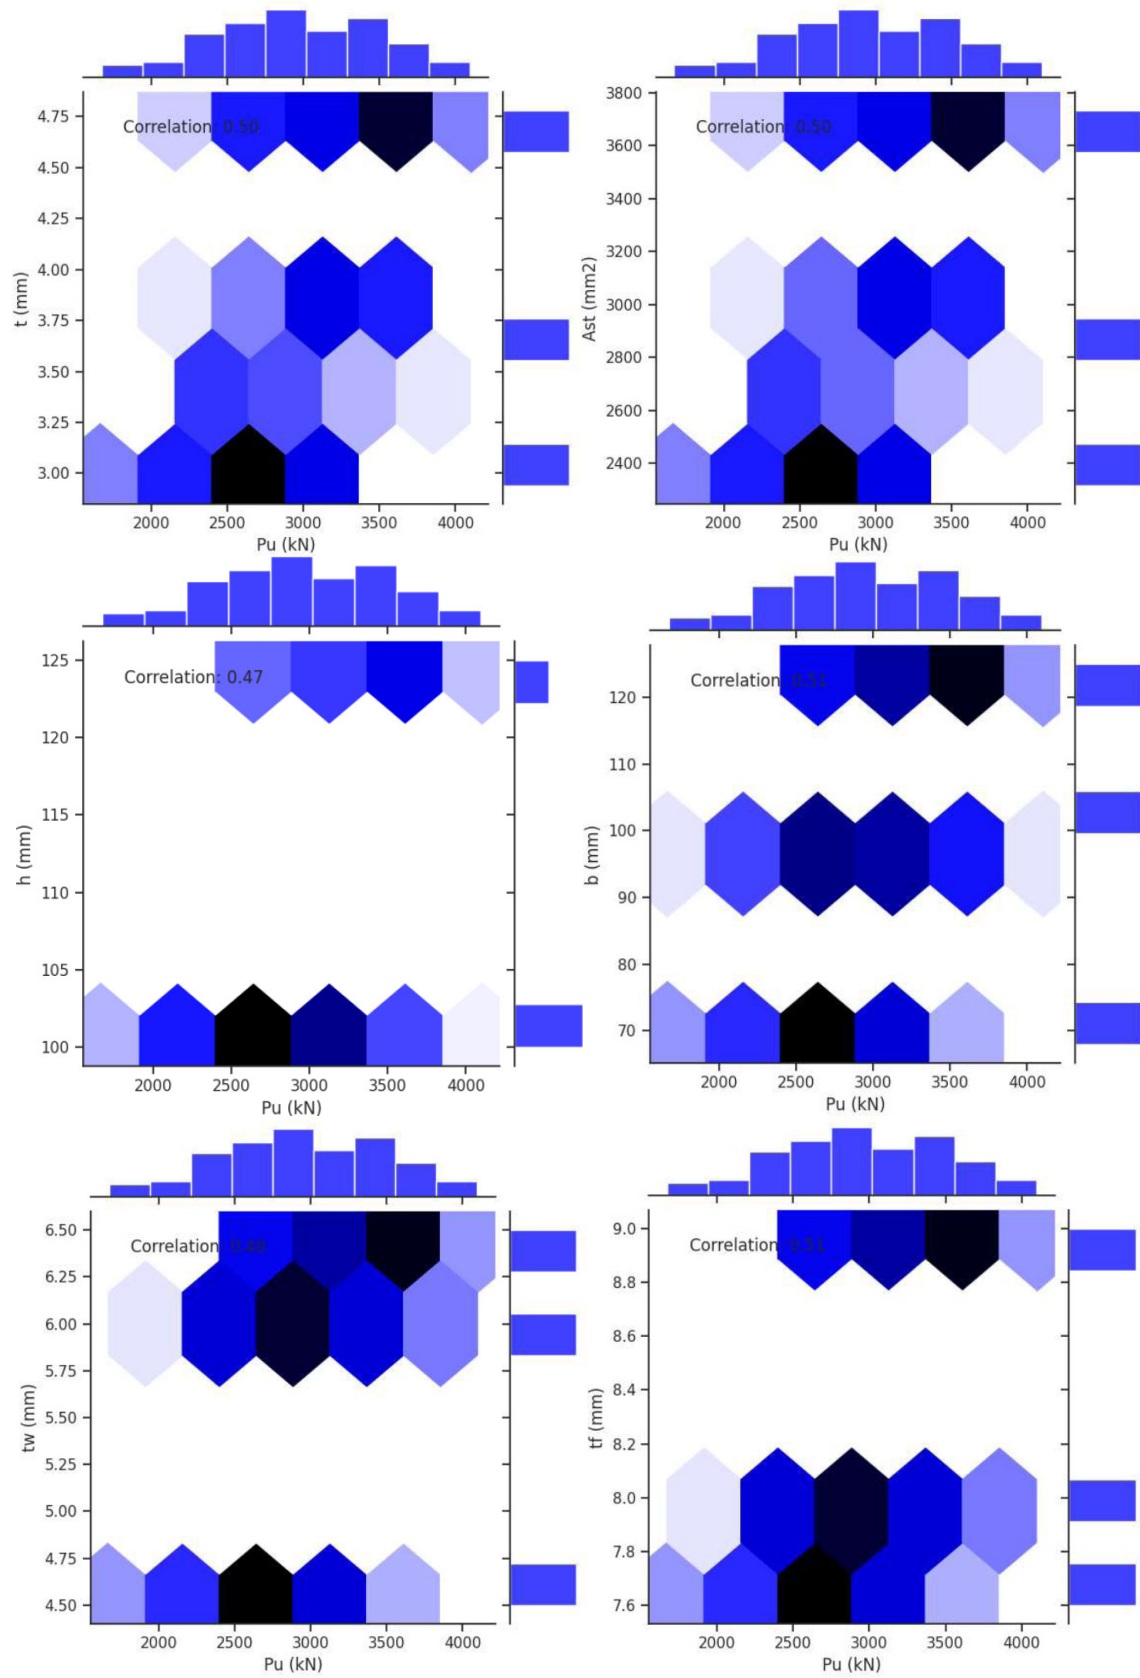 4.75
4.50
4.25
4.00
3.75
3.50
3.25
3.00
t (mm)
Correlation: 0.50
2000 2500 3000 3500 4000
Pu (kN)
3800
3600
3400
3200
3000
2800
2600
2400
Ast (mm2)
Correlation: 0.50
2000 2500 3000 3500 4000
Pu (kN)
125
120
115
110
105
100
h (mm)
Correlation: 0.47
2000 2500 3000 3500 4000
Pu (kN)
120
110
100
90
80
70
b (mm)
Correlation: 0.51
2000 2500 3000 3500 4000
Pu (kN)
6.50
6.25
6.00
5.75
5.50
5.25
5.00
4.75
4.50
tw (mm)
Correlation: 0.48
2000 2500 3000 3500 4000
Pu (kN)
9.0
8.8
8.6
8.4
8.2
8.0
7.8
7.6
tf (mm)
Correlation: 0.51
2000 2500 3000 3500 4000
Pu (kN)